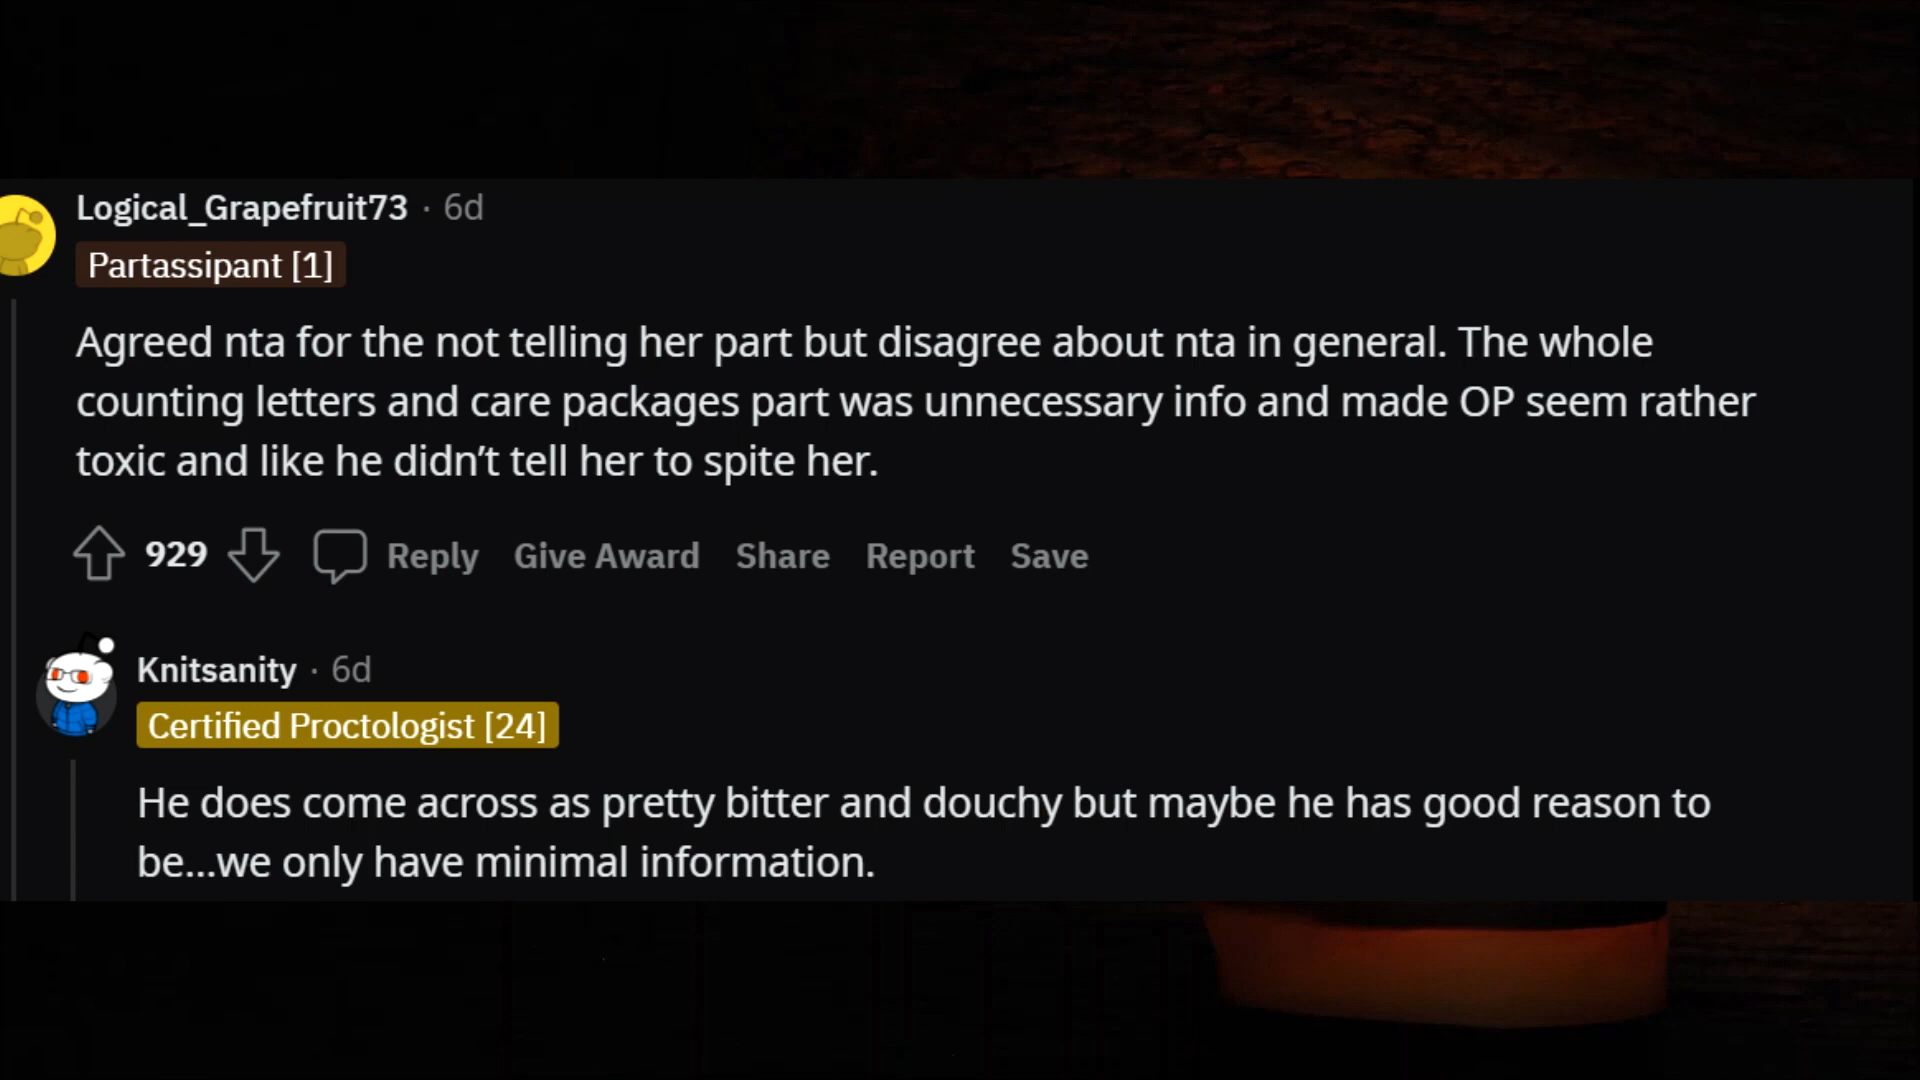 Logical_Grapefruit73 · 6d
Partassipant [1]
Agreed nta for the not telling her part but disagree about nta in general. The whole
counting letters and care packages part was unnecessary info and made OP seem rather
toxic and like he didn’t tell her to spite her.
929 Reply Give Award Share Report Save
Knitsanity · 6d
Certified Proctologist [24]
He does come across as pretty bitter and douchy but maybe he has good reason to
be...we only have minimal information.